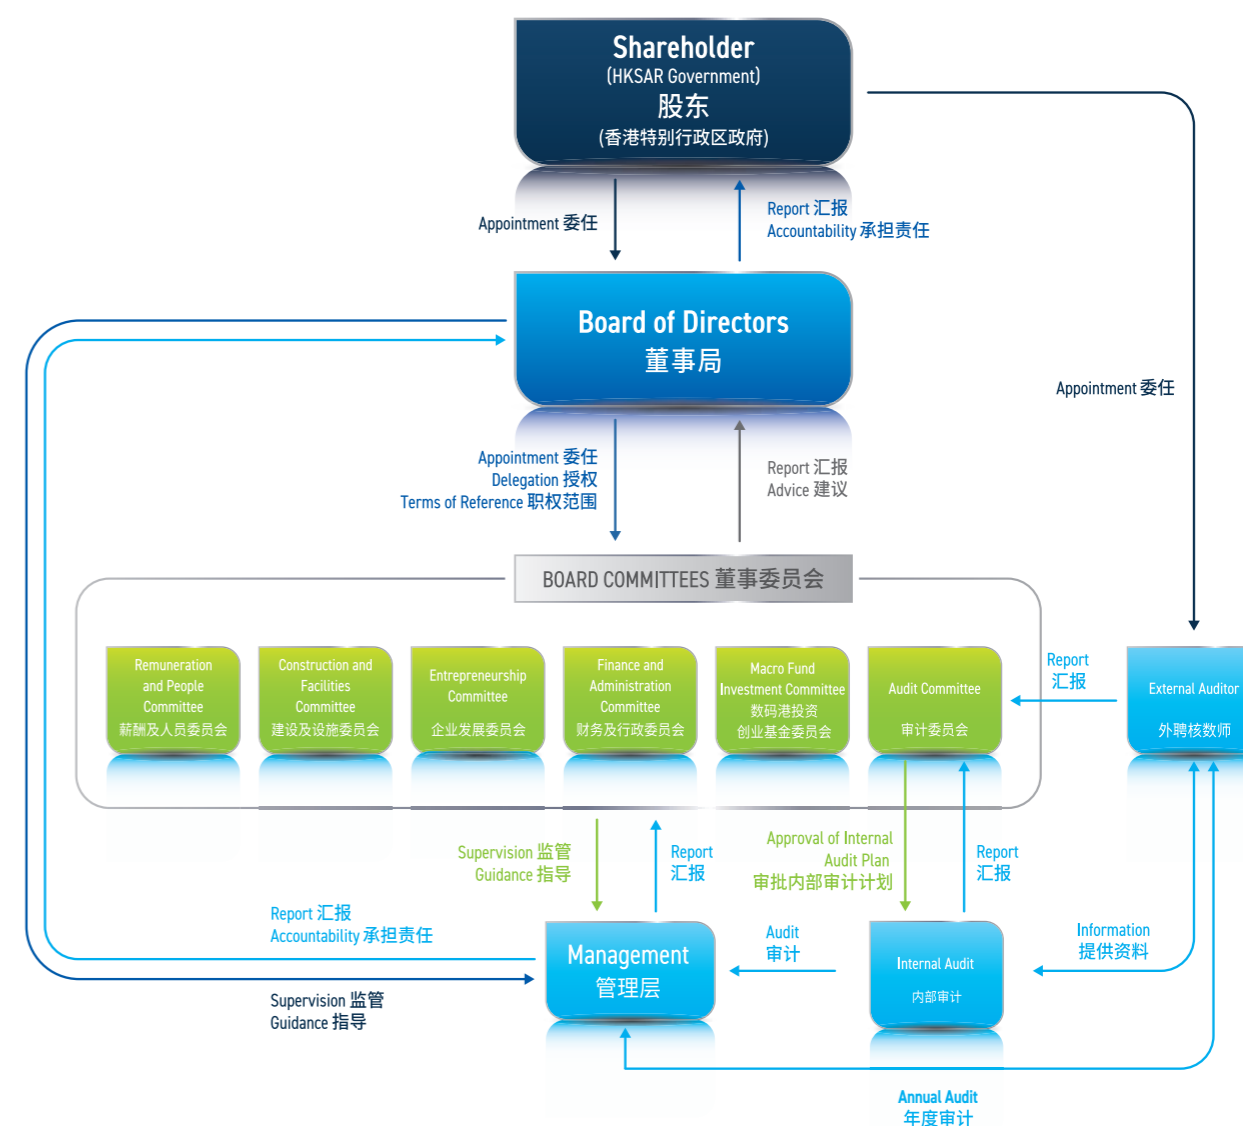 Shareholder
(HKSAR Government)
股东
(香港特别行政区政府)
Appointment 委任
Report 汇报
Accountability 承担责任
Board of Directors
董事局
Appointment 委任
Appointment 委任
Delegation 授权
Terms of Reference 职权范围
Report 汇报
Advice 建议
BOARD COMMITTEES 董事委员会
Remuneration
and People
Committee
薪酬及人员委员会
Construction and
Facilities
Committee
建设及设施委员会
Entrepreneurship
Committee
企业发展委员会
Finance and
Administration
Committee
财务及行政委员会
Macro Fund
Investment Committee
数码港投资
创业基金委员会
Audit Committee
审计委员会
Report
汇报
External Auditor
外聘核数师
Supervision 监管
Guidance 指导
Report
汇报
Approval of Internal
Audit Plan
审批内部审计计划
Report
汇报
Report 汇报
Accountability 承担责任
Management
管理层
Audit
审计
Internal Audit
内部审计
Information
提供资料
Supervision 监管
Guidance 指导
Annual Audit
年度审计